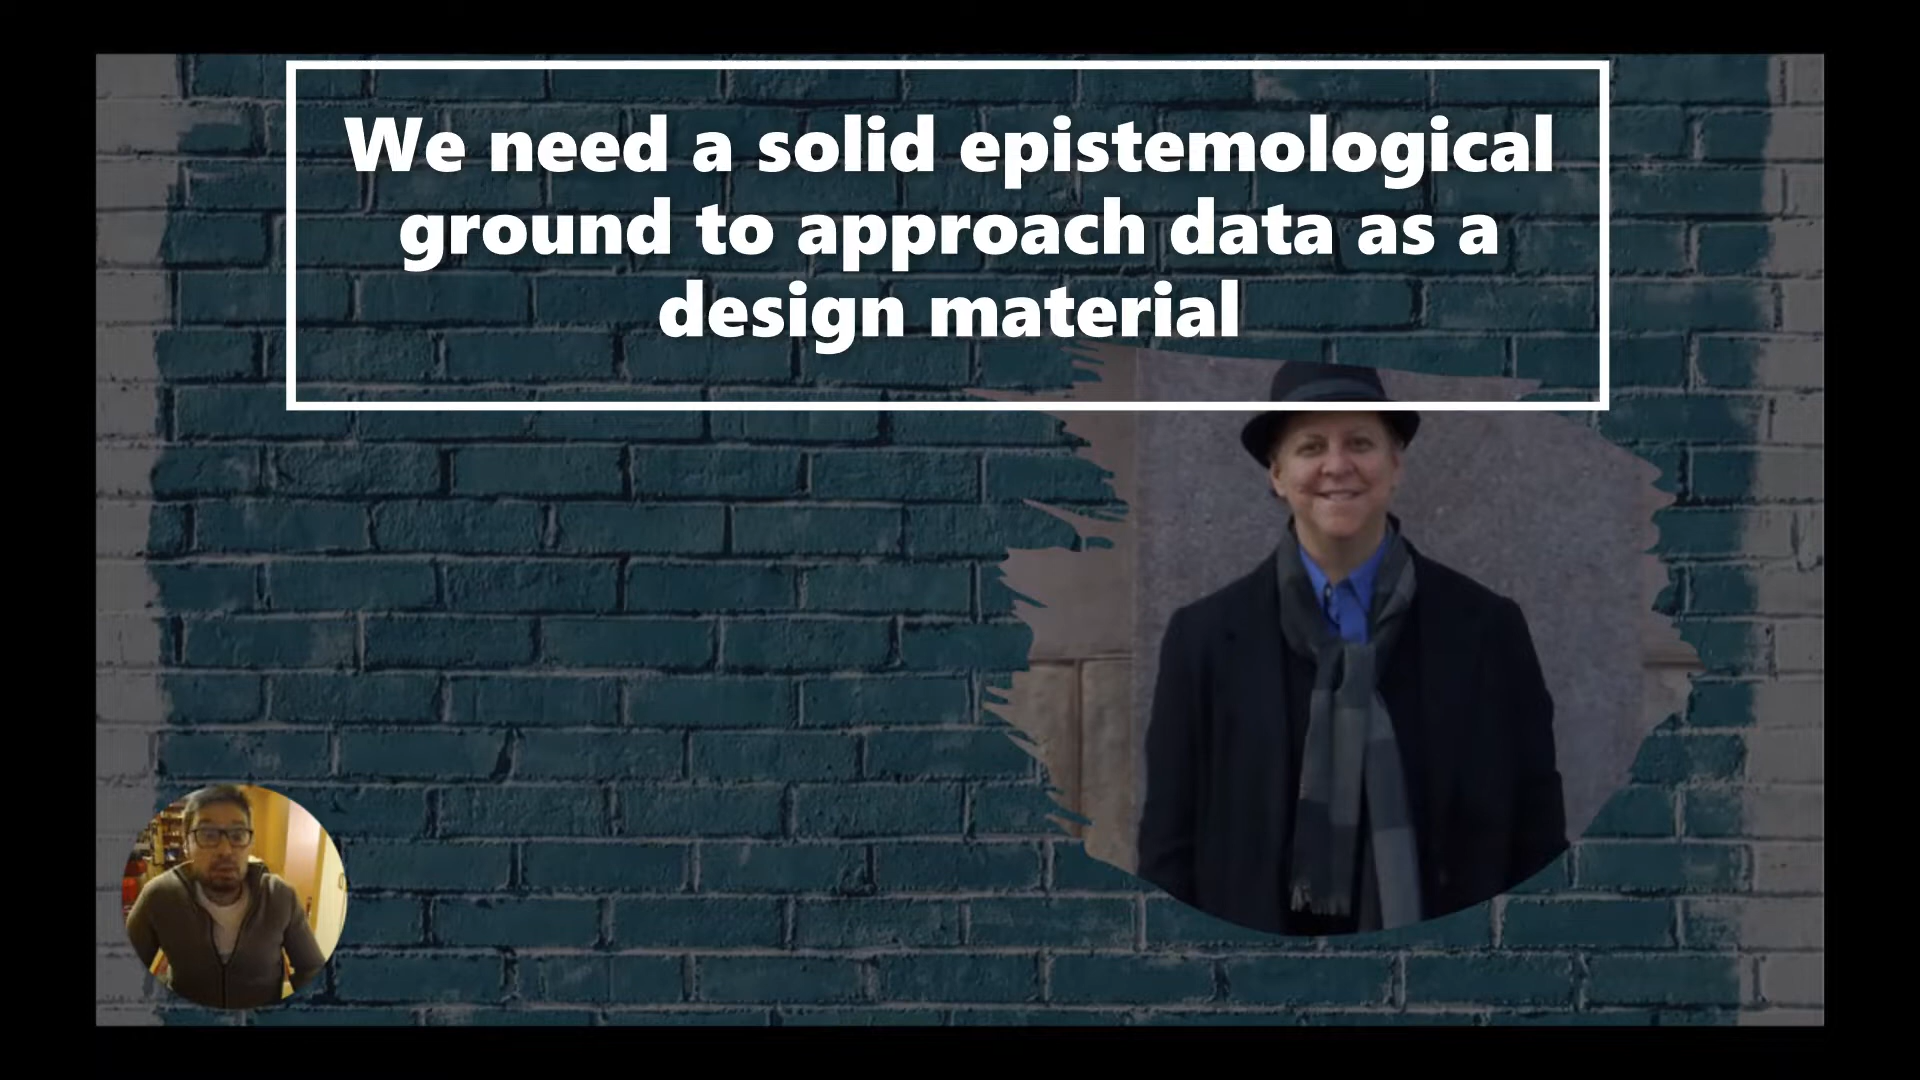 We need a solid epistemological
ground to approach data as a
design material